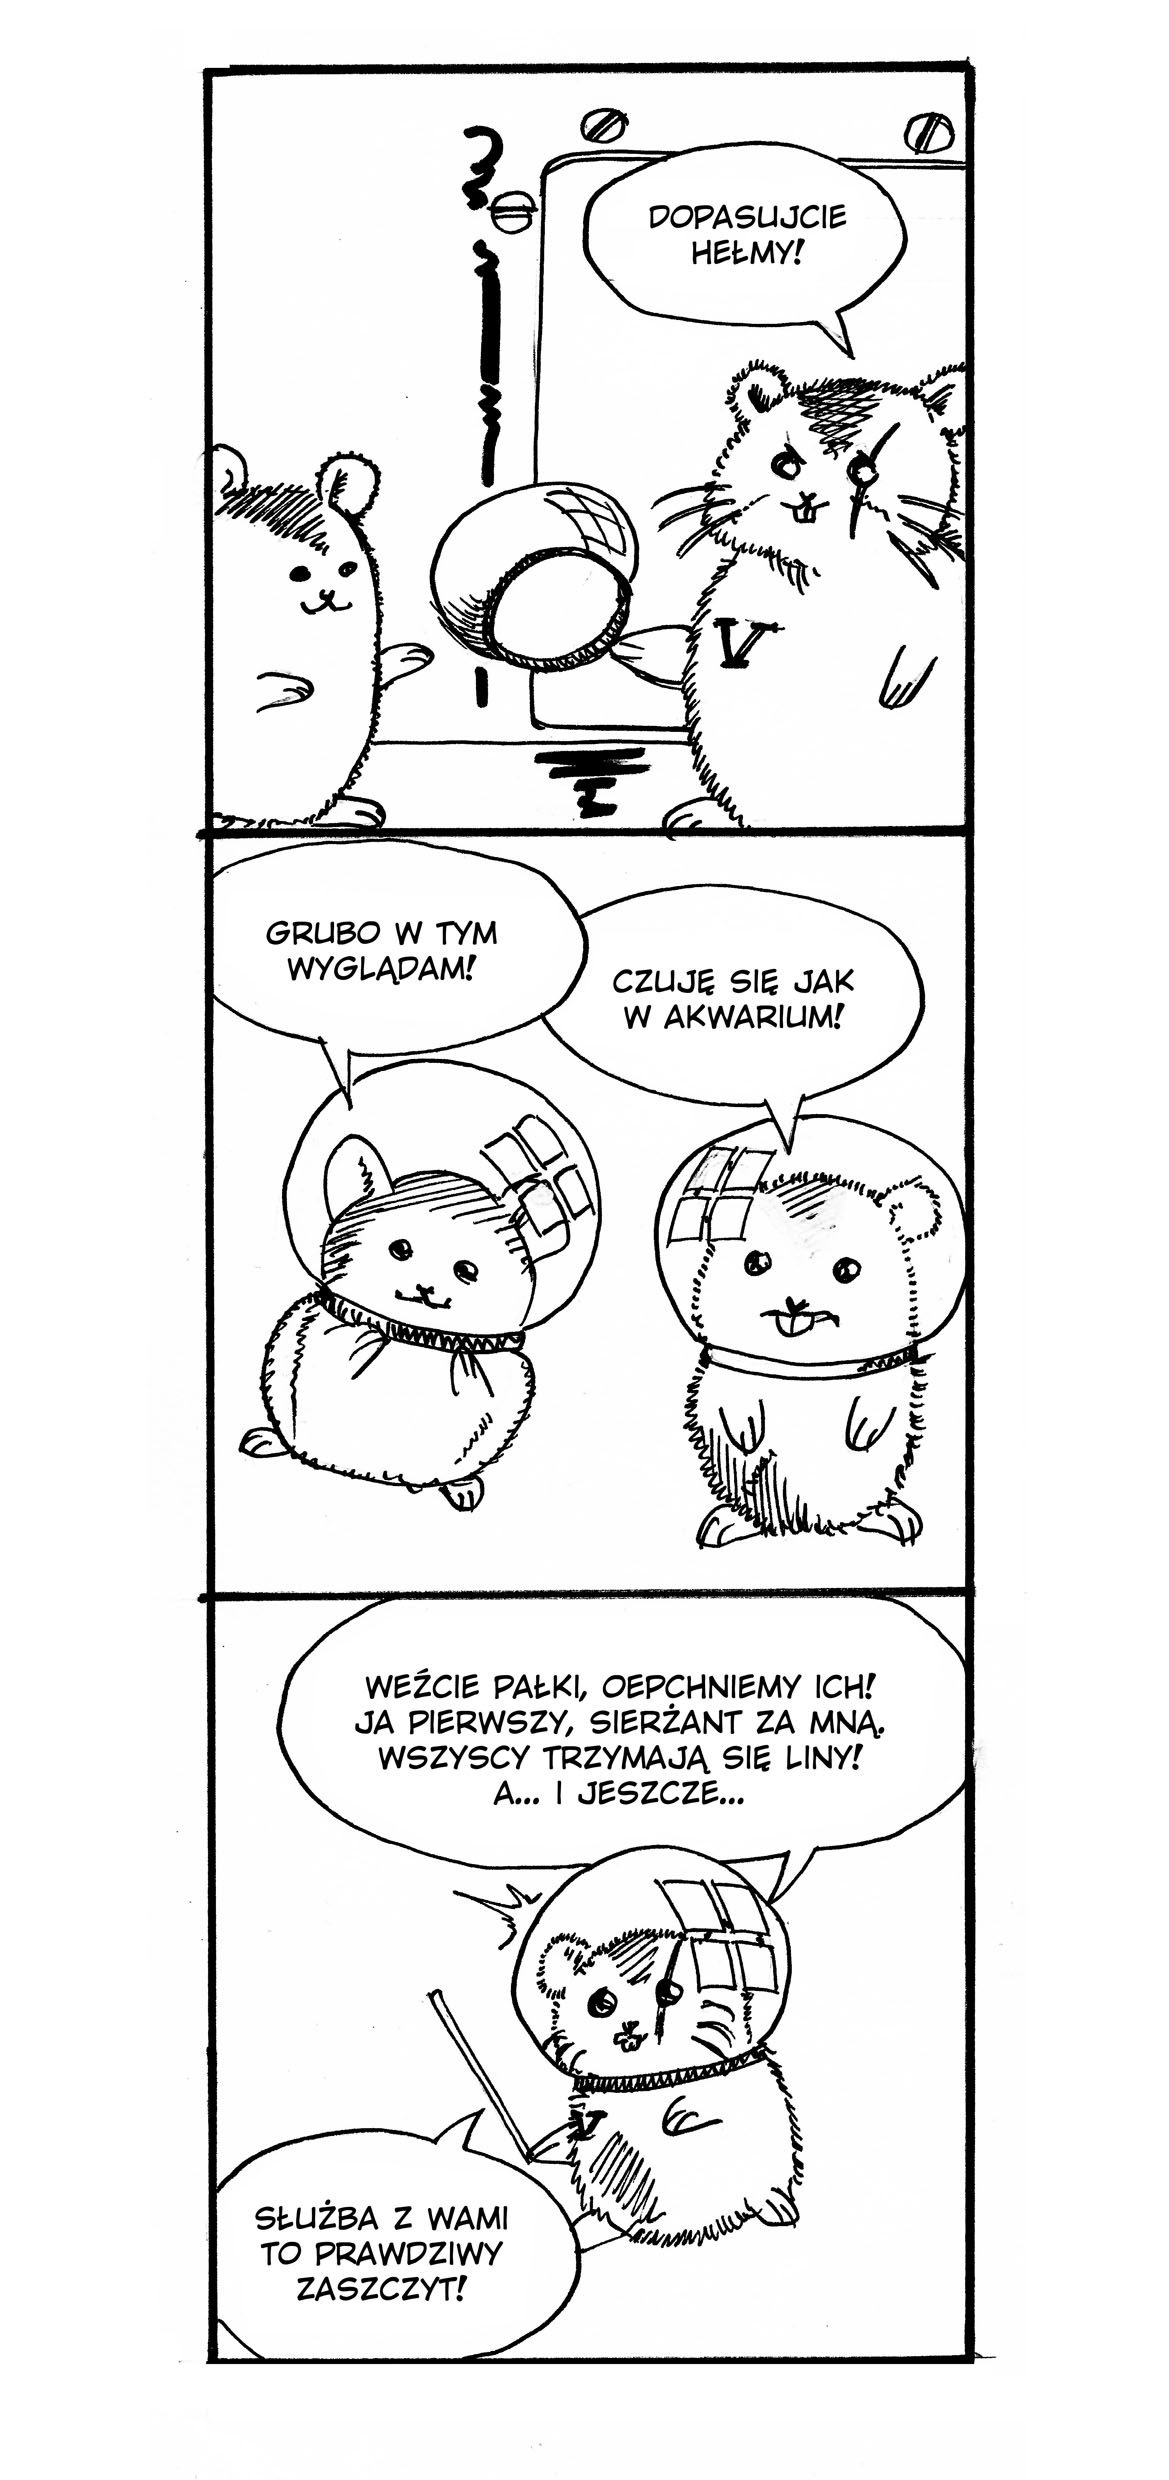 DOPASUJCIE
HEŁMY!
V
GRUBO W TYM
WYGLĄDAM!
CZUJĘ SIĘ JAK
W AKWARIUM!
WEŹCIE PAŁKI, OEPCHNIEMY ICH!
JA PIERWSZY, SIERŻANT ZA MNĄ.
WSZYSCY TRZYMAJĄ SIĘ LINY!
A... I JESZCZE...
V
SŁUŻBA Z WAMI
TO PRAWDZIWY
ZASZCZYT!